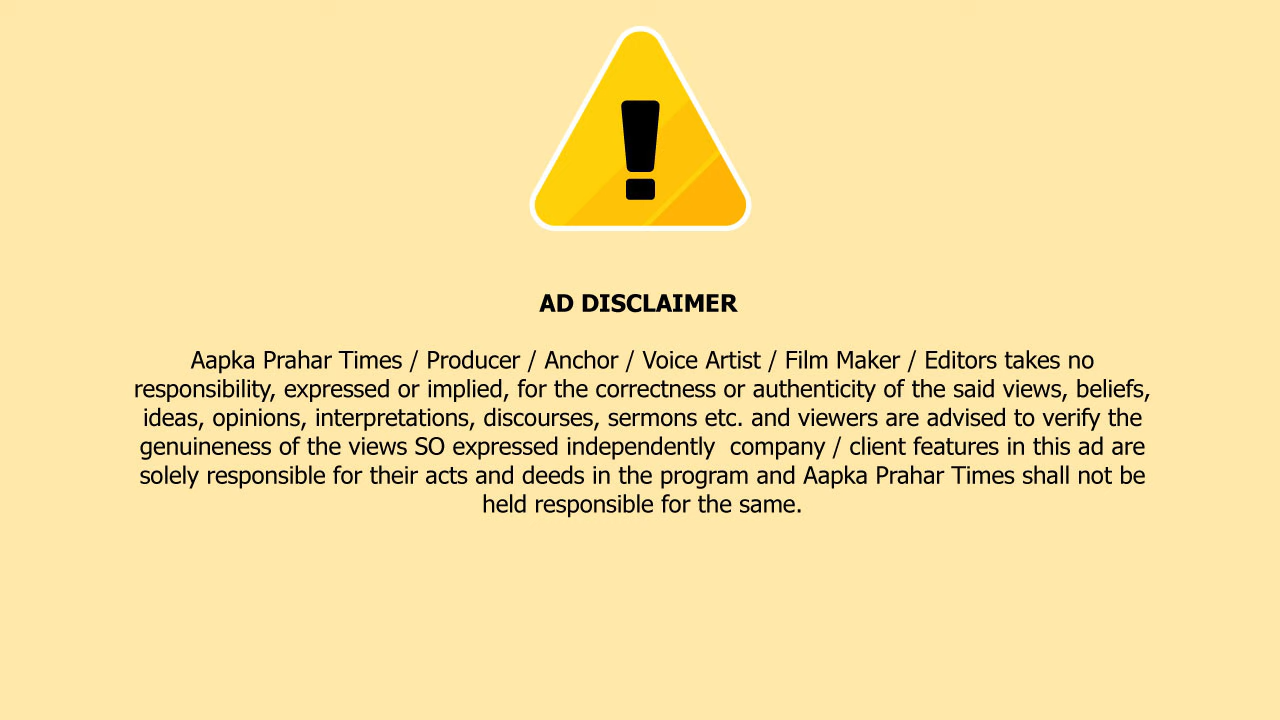 AD DISCLAIMER
Aapka Prahar Times / Producer / Anchor / Voice Artist / Film Maker / Editors takes no
responsibility, expressed or implied, for the correctness or authenticity of the said views, beliefs,
ideas, opinions, interpretations, discourses, sermons etc. and viewers are advised to verify the
genuineness of the views SO expressed independently  company / client features in this ad are
solely responsible for their acts and deeds in the program and Aapka Prahar Times shall not be
held responsible for the same.